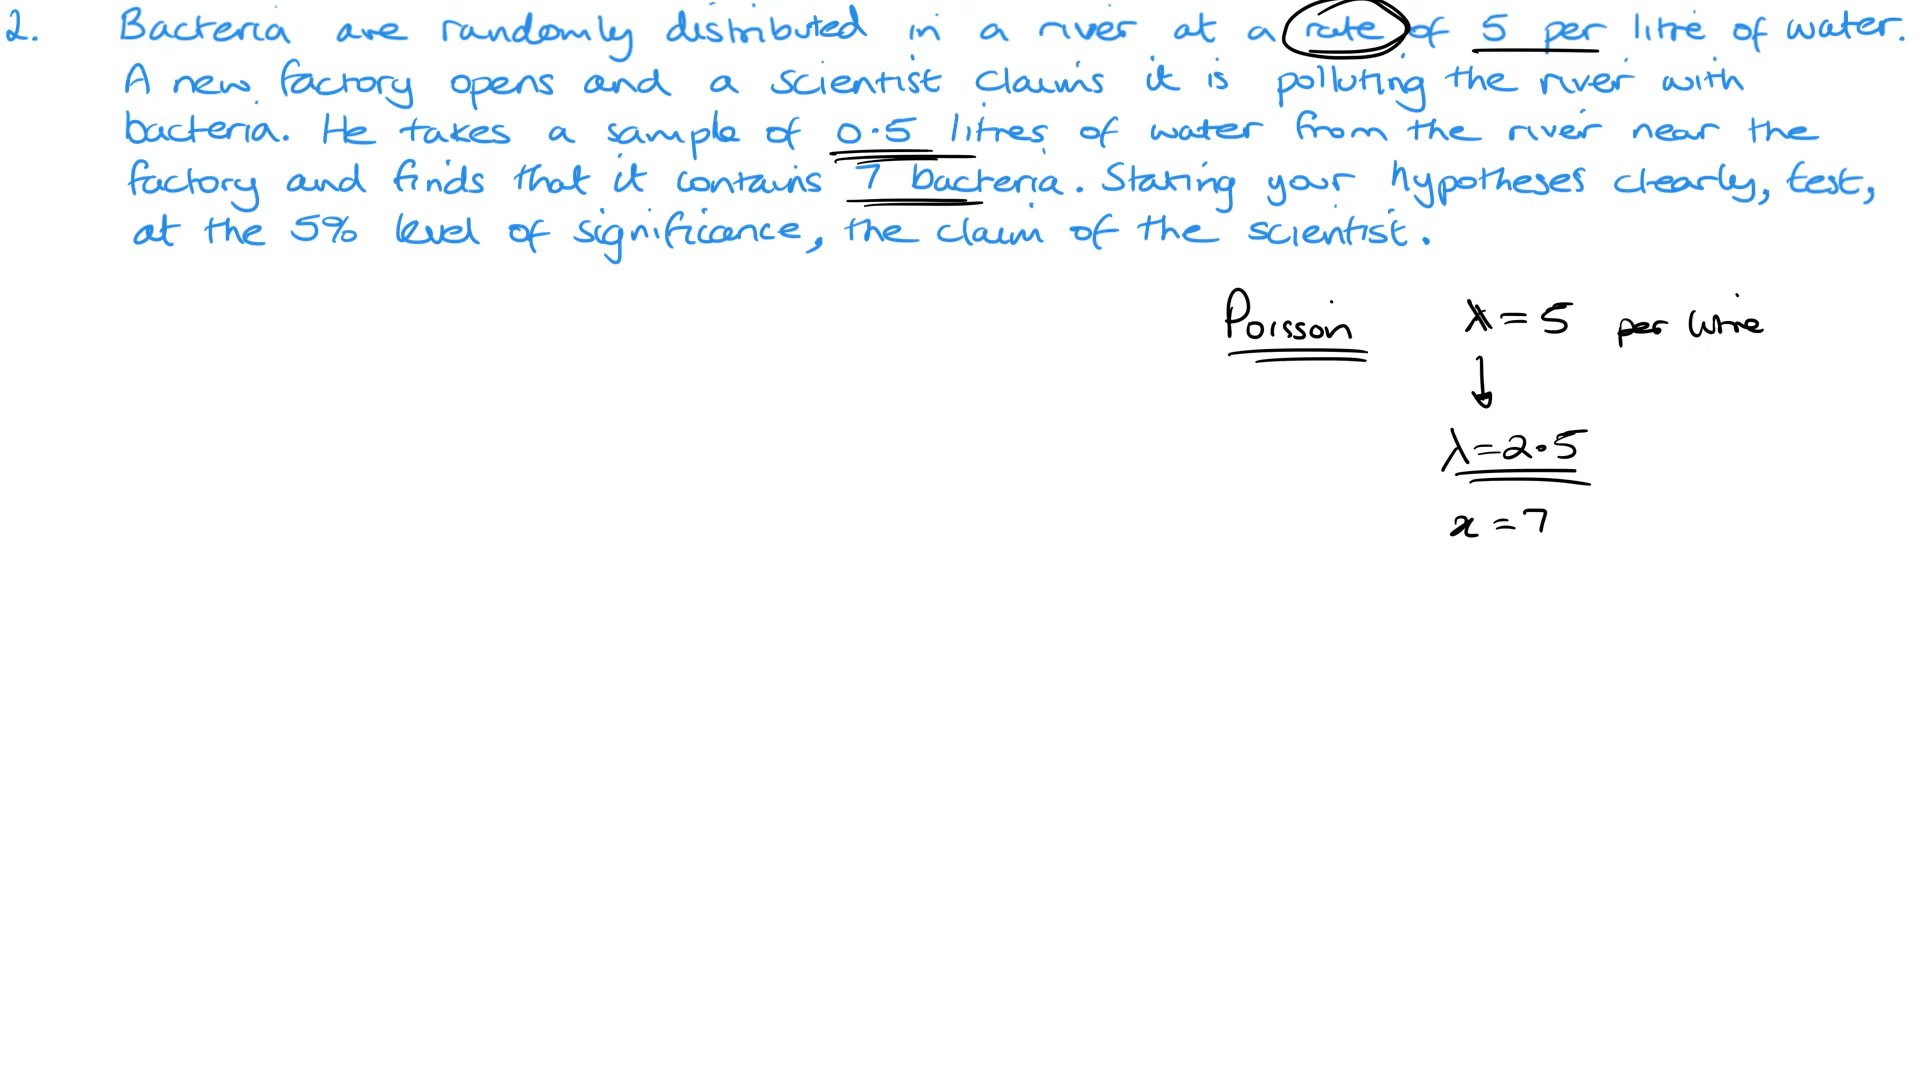 2. Bacteria are randomly distributed in a river at a rate of 5 per litre of water.
A new factory opens and a scientist claims it is polluting the river with
bacteria. He takes a sample of 0.5 litres of water from the river near the
factory and finds that it contains 7 bacteria. Stating your hypotheses clearly, test,
at the 5% level of significance, the claim of the scientist.
Poisson λ = 5 per litre
↓
λ = 2.5
x = 7